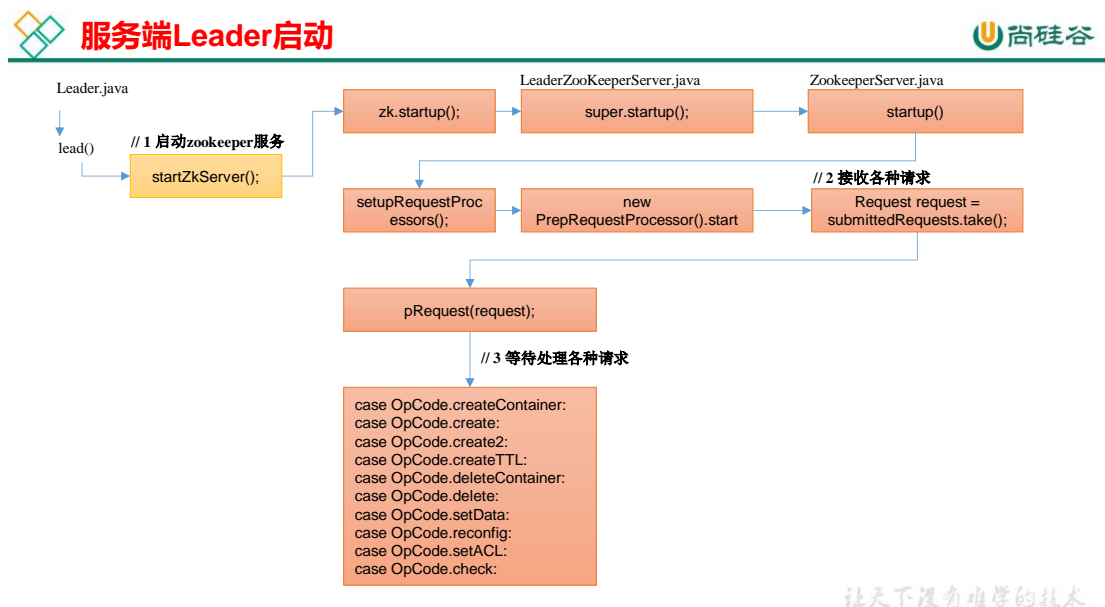 服务端Leader启动
尚硅谷
Leader.java
lead()
// 1 启动zookeeper服务
startZkServer();
zk.startup();
LeaderZooKeeperServer.java
super.startup();
ZookeeperServer.java
startup()
setupRequestProc
essors();
new
PrepRequestProcessor().start
// 2 接收各种请求
Request request =
submittedRequests.take();
pRequest(request);
// 3 等待处理各种请求
case OpCode.createContainer:
case OpCode.create:
case OpCode.create2:
case OpCode.createTTL:
case OpCode.deleteContainer:
case OpCode.delete:
case OpCode.setData:
case OpCode.reconfig:
case OpCode.setACL:
case OpCode.check:
让天下没有难学的技术